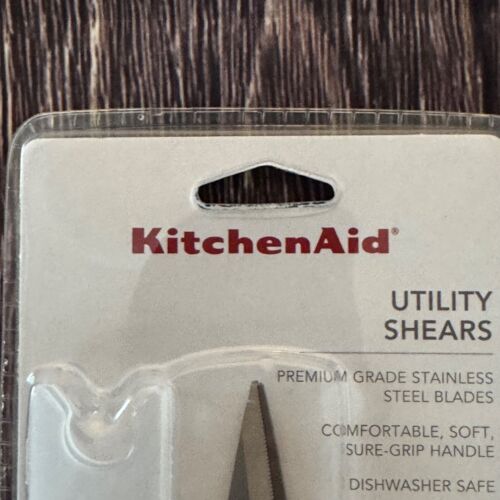 KitchenAid®
UTILITY
SHEARS
PREMIUM GRADE STAINLESS
STEEL BLADES
COMFORTABLE, SOFT,
SURE-GRIP HANDLE
DISHWASHER SAFE